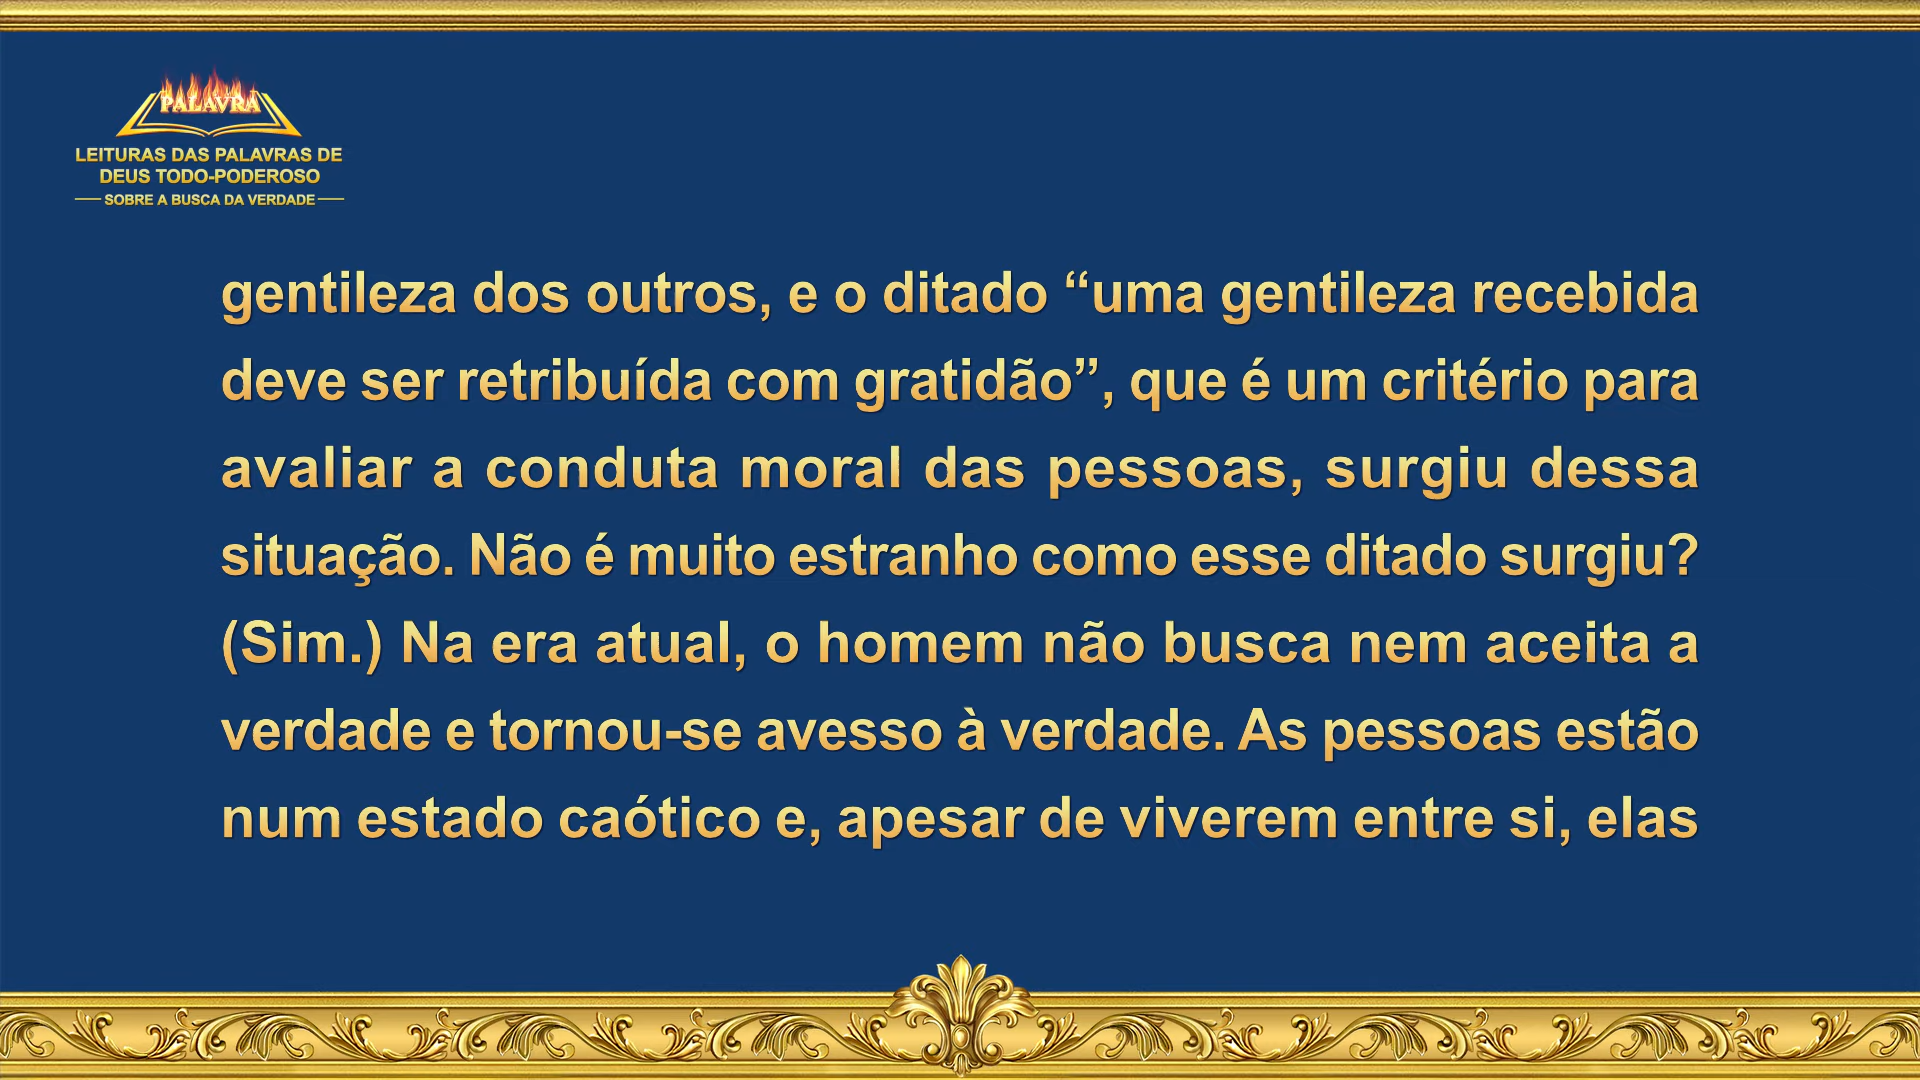 PALAVRA
LEITURAS DAS PALAVRAS DE
DEUS TODO-PODEROSO
SOBRE A BUSCA DA VERDADE
gentileza dos outros, e o ditado “uma gentileza recebida
deve ser retribuída com gratidão”, que é um critério para
avaliar a conduta moral das pessoas, surgiu dessa
situação. Não é muito estranho como esse ditado surgiu?
(Sim.) Na era atual, o homem não busca nem aceita a
verdade e tornou-se avesso à verdade. As pessoas estão
num estado caótico e, apesar de viverem entre si, elas